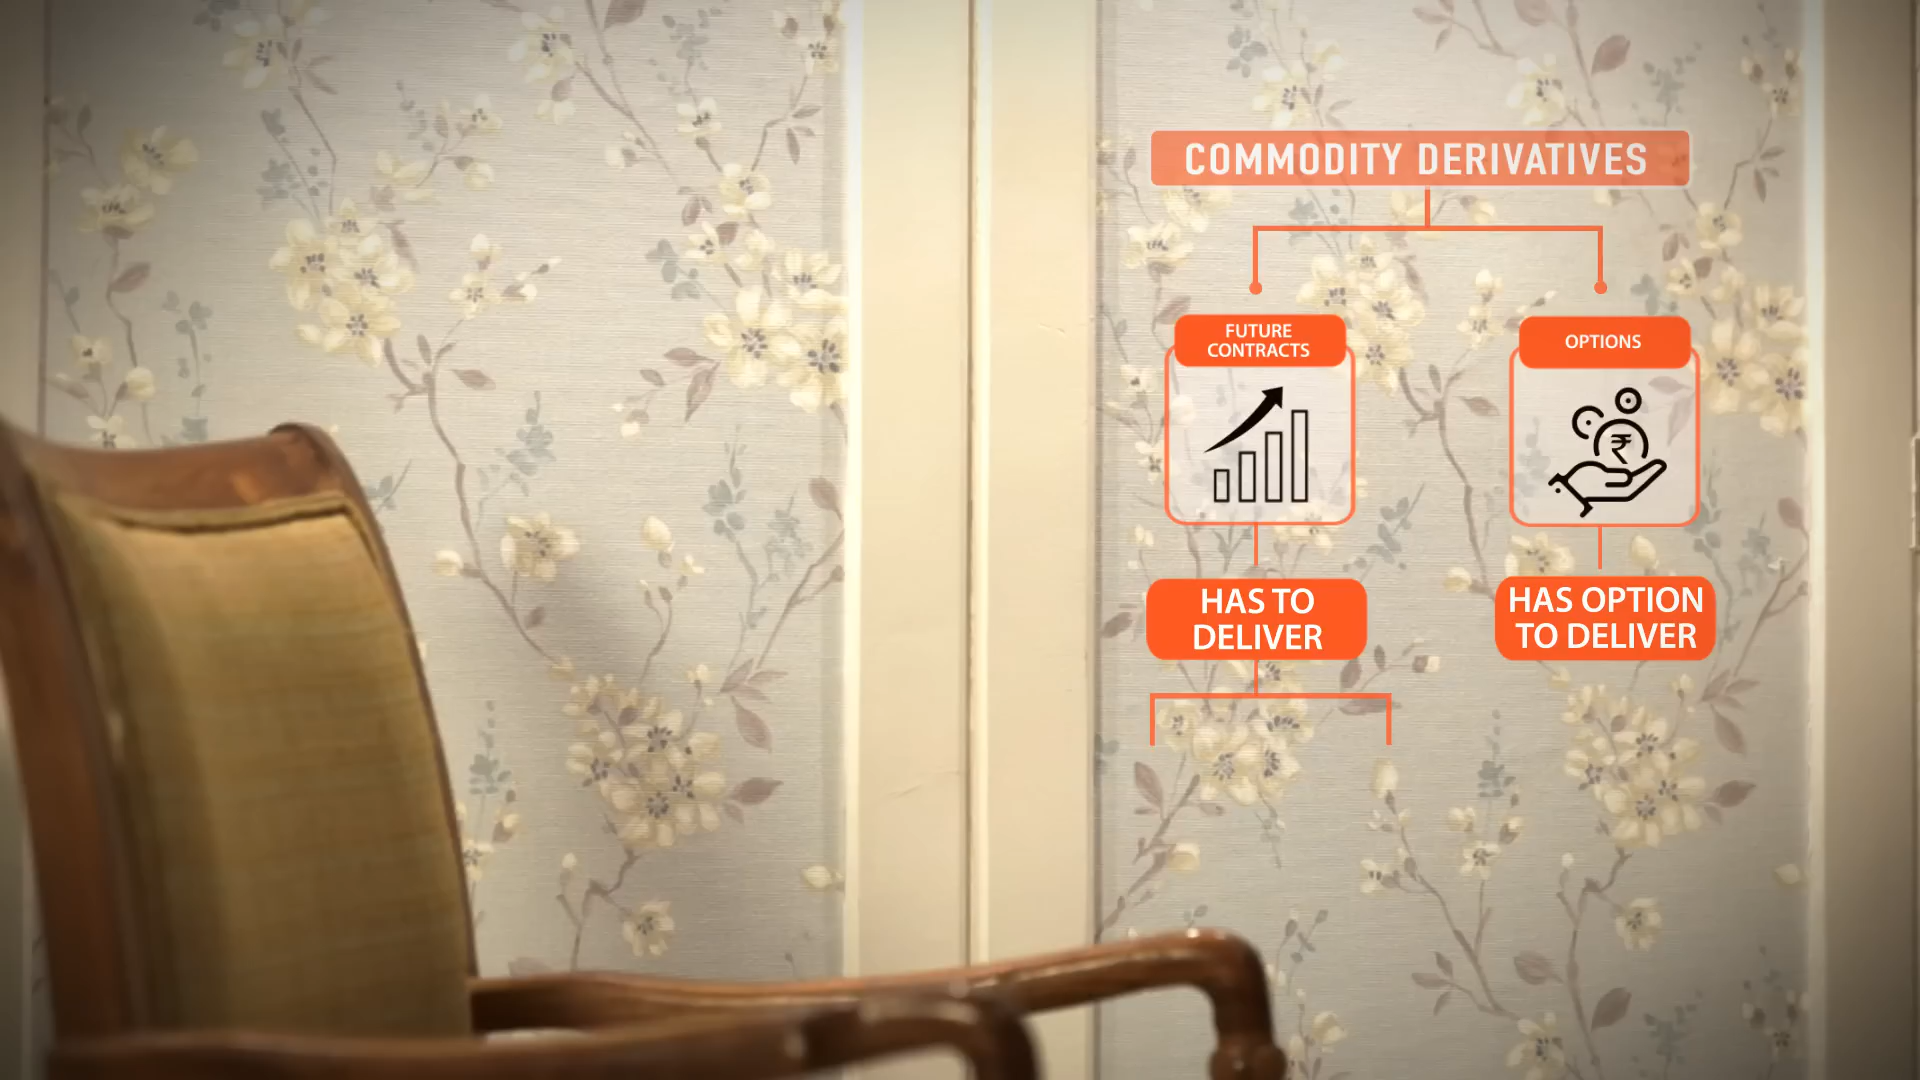 COMMODITY DERIVATIVES
FUTURE
CONTRACTS
OPTIONS
₹
HAS TO
DELIVER
HAS OPTION
TO DELIVER